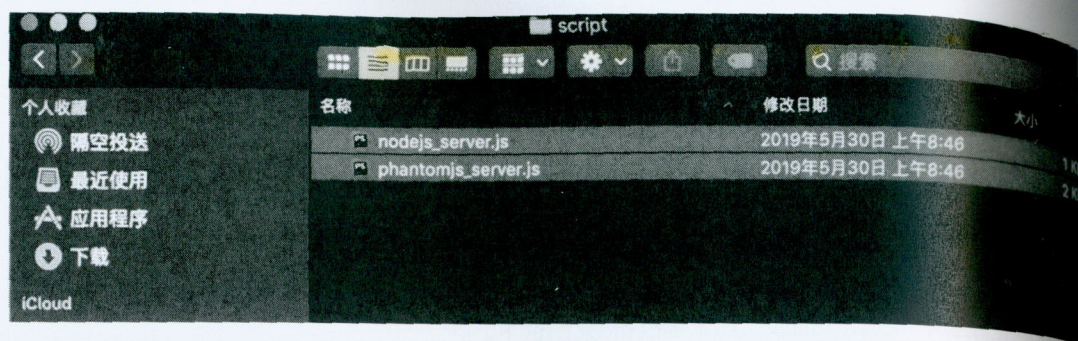 script
搜索
个人收藏
隔空投送
最近使用
应用程序
下载
iCloud
名称 修改日期 大小
nodejs_server.js 2019年5月30日 上午8:46 1 K
phantomjs_server.js 2019年5月30日 上午8:46 2 K